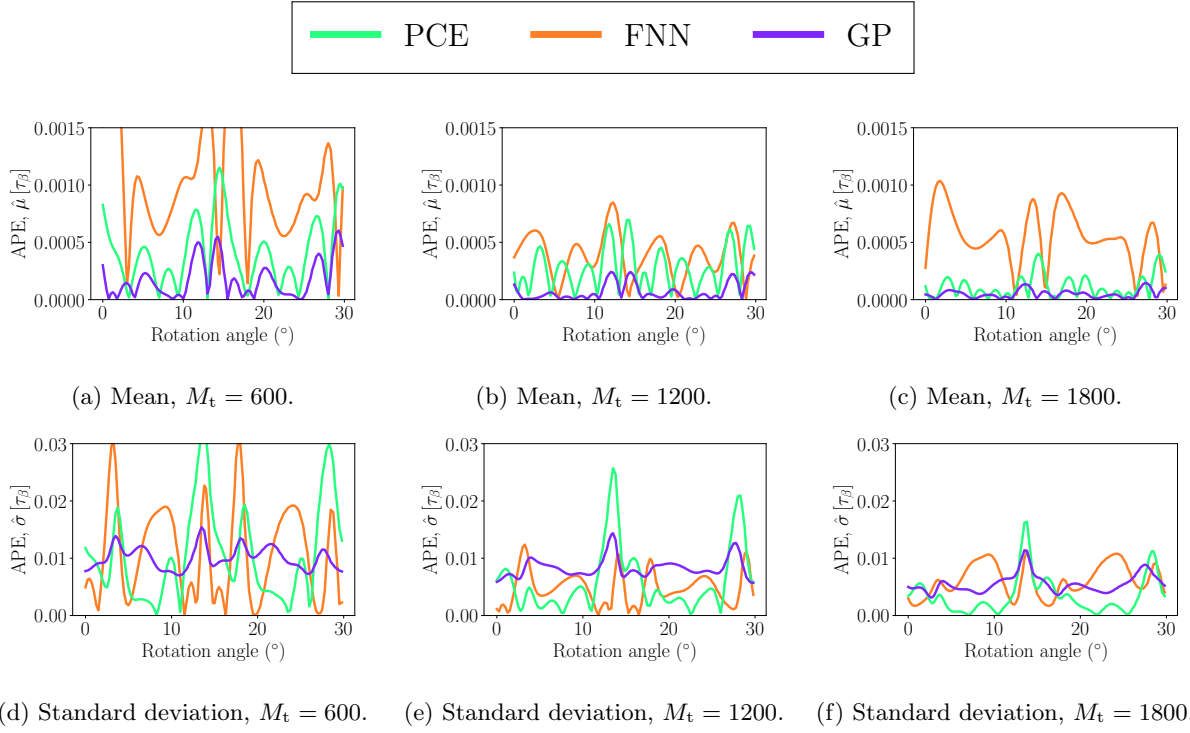 PCE FNN GP
0.0015
0.0010
0.0005
0.0000
APE, μ̂ [τβ]
0 10 20 30
Rotation angle (°)
0.0015
0.0010
0.0005
0.0000
APE, μ̂ [τβ]
0 10 20 30
Rotation angle (°)
0.0015
0.0010
0.0005
0.0000
APE, μ̂ [τβ]
0 10 20 30
Rotation angle (°)
(a) Mean, Mt = 600.
(b) Mean, Mt = 1200.
(c) Mean, Mt = 1800.
0.03
0.02
0.01
0.00
APE, σ̂ [τβ]
0 10 20 30
Rotation angle (°)
0.03
0.02
0.01
0.00
APE, σ̂ [τβ]
0 10 20 30
Rotation angle (°)
0.03
0.02
0.01
0.00
APE, σ̂ [τβ]
0 10 20 30
Rotation angle (°)
(d) Standard deviation, Mt = 600.
(e) Standard deviation, Mt = 1200.
(f) Standard deviation, Mt = 1800.